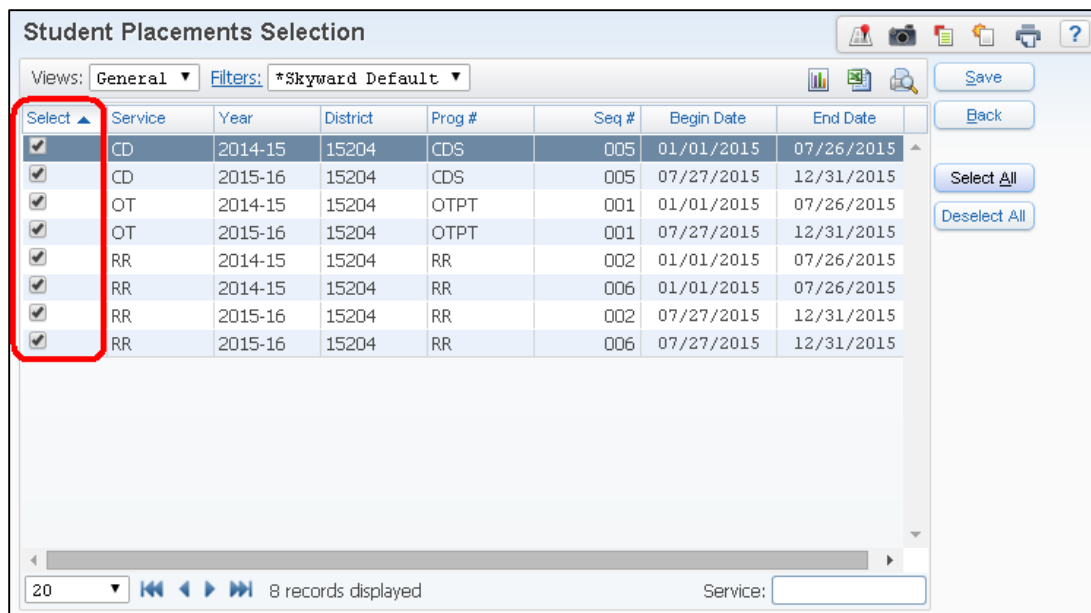 Student Placements Selection
?
Views: General Filters: *Skyward Default
Save
Select Service Year District Prog # Seq # Begin Date End Date
Back
CD 2014-15 15204 CDS 005 01/01/2015 07/26/2015
CD 2015-16 15204 CDS 005 07/27/2015 12/31/2015
Select All
OT 2014-15 15204 OTPT 001 01/01/2015 07/26/2015
Deselect All
OT 2015-16 15204 OTPT 001 07/27/2015 12/31/2015
RR 2014-15 15204 RR 002 01/01/2015 07/26/2015
RR 2014-15 15204 RR 006 01/01/2015 07/26/2015
RR 2015-16 15204 RR 002 07/27/2015 12/31/2015
RR 2015-16 15204 RR 006 07/27/2015 12/31/2015
20 8 records displayed Service: